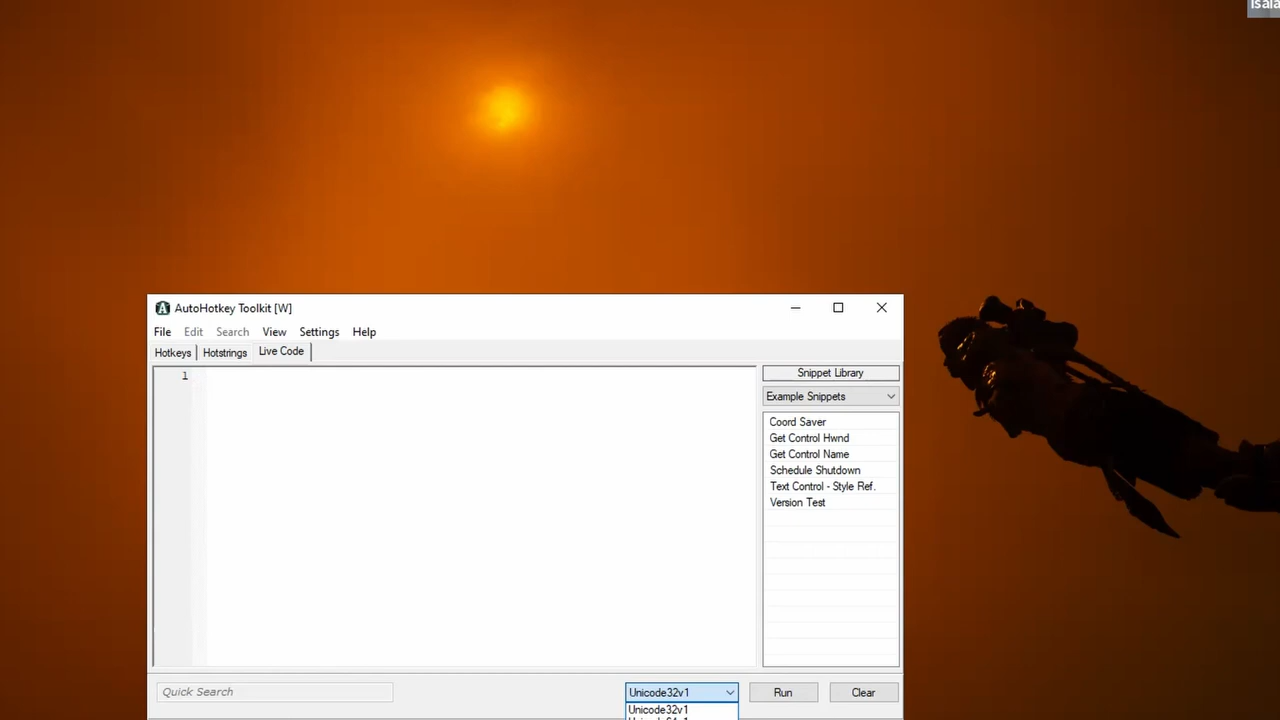 AutoHotkey Toolkit [W]
File Edit Search View Settings Help
Hotkeys Hotstrings Live Code
1
Snippet Library
Example Snippets
Coord Saver
Get Control Hwnd
Get Control Name
Schedule Shutdown
Text Control - Style Ref.
Version Test
Quick Search
Unicode32v1
Run
Clear
Unicode32v1